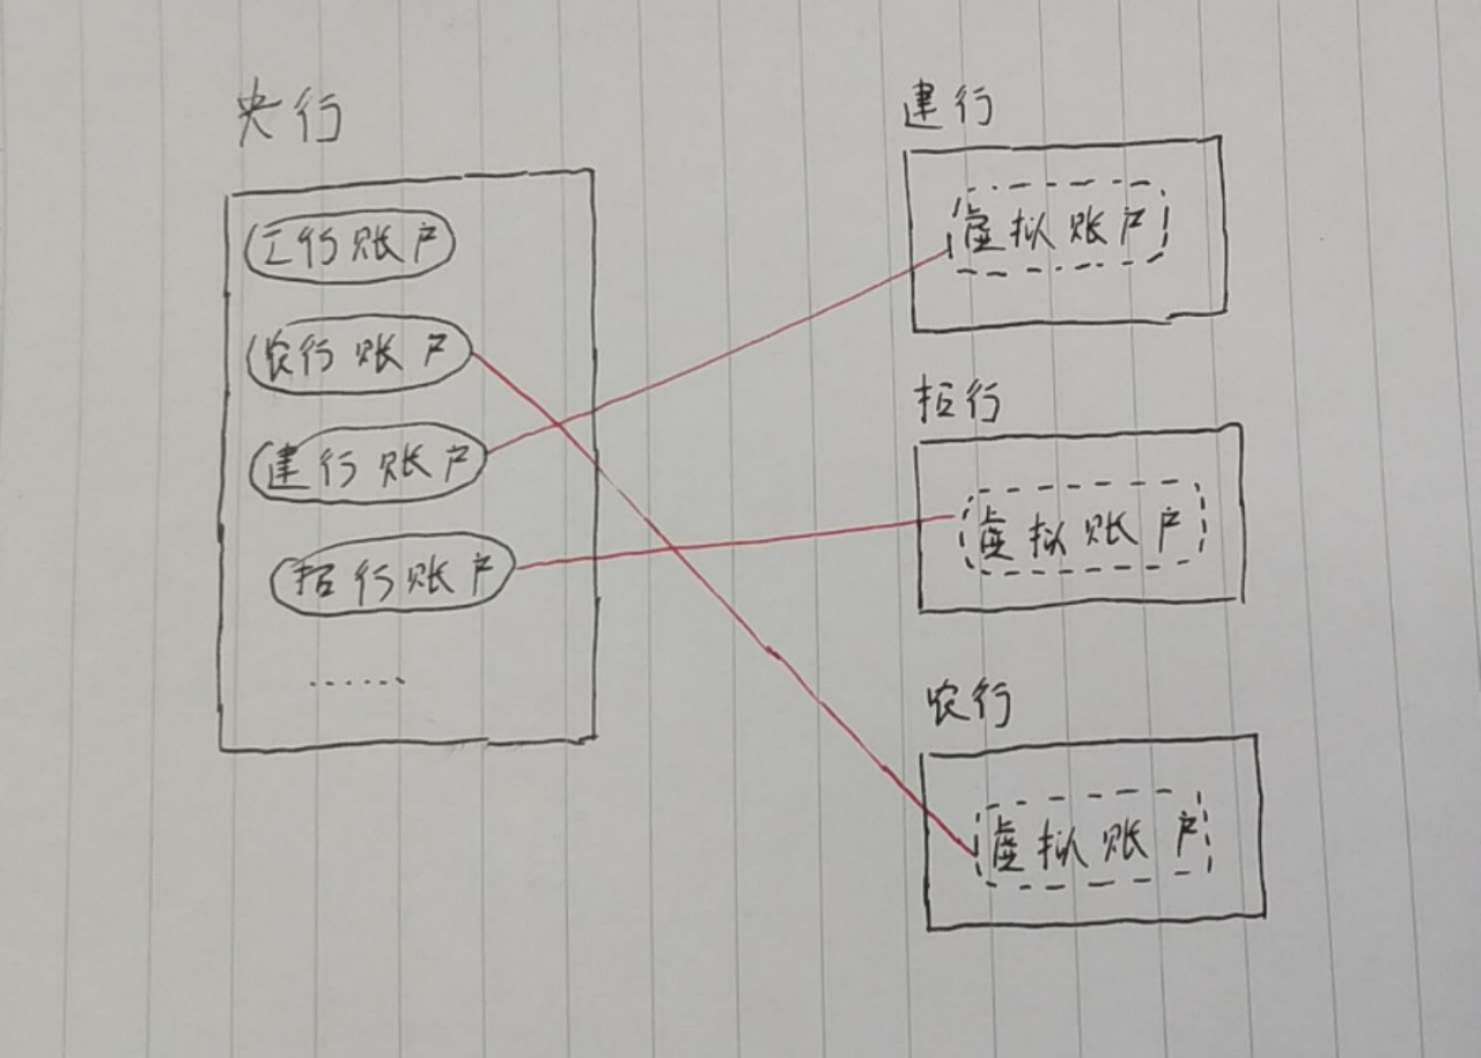 央行
工行账户
农行账户
建行账户
招行账户
......
建行
虚拟账户
招行
虚拟账户
农行
虚拟账户